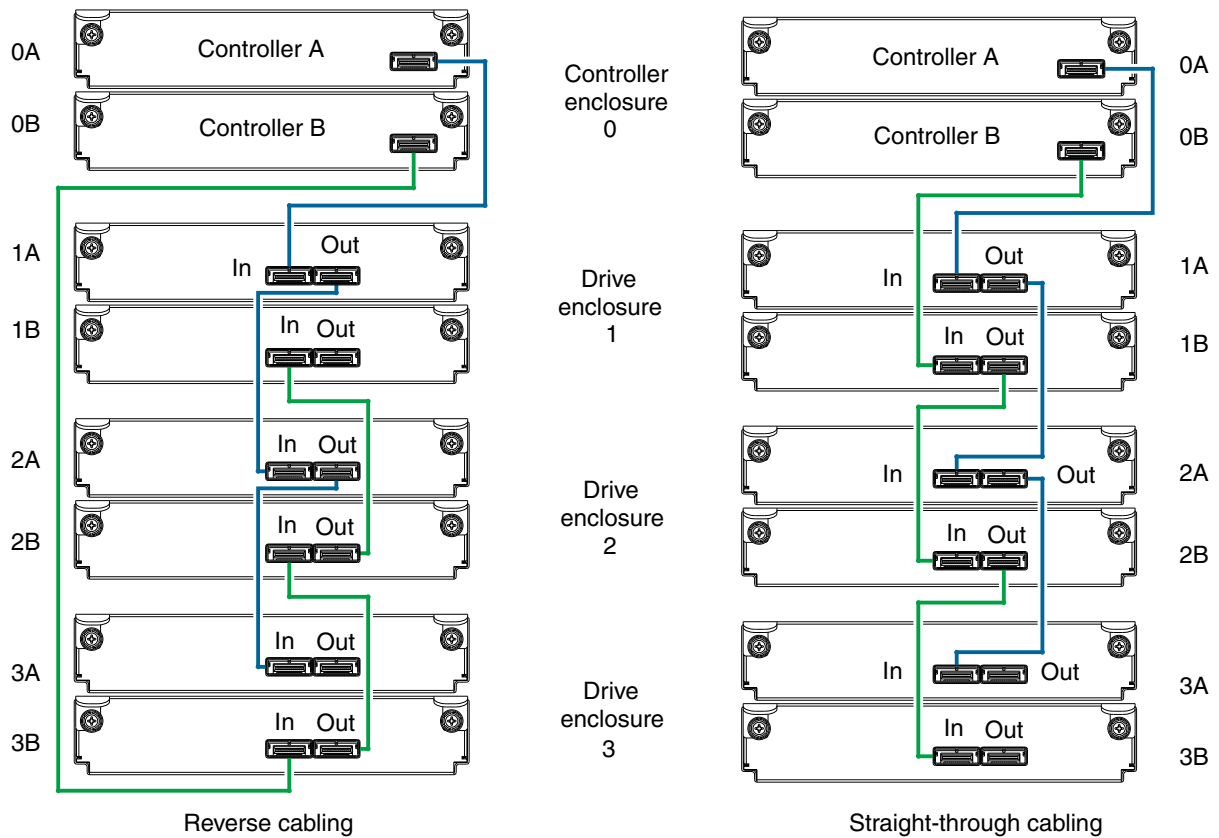 0A
Controller A
0B
Controller B
1A
In
Out
1B
In
Out
2A
In
Out
2B
In
Out
3A
In
Out
3B
In
Out
Reverse cabling
Controller
enclosure
0
Drive
enclosure
1
Drive
enclosure
2
Drive
enclosure
3
Controller A
0A
Controller B
0B
In
Out
1A
In
Out
1B
In
Out
2A
In
Out
2B
In
Out
3A
In
Out
3B
Straight-through cabling